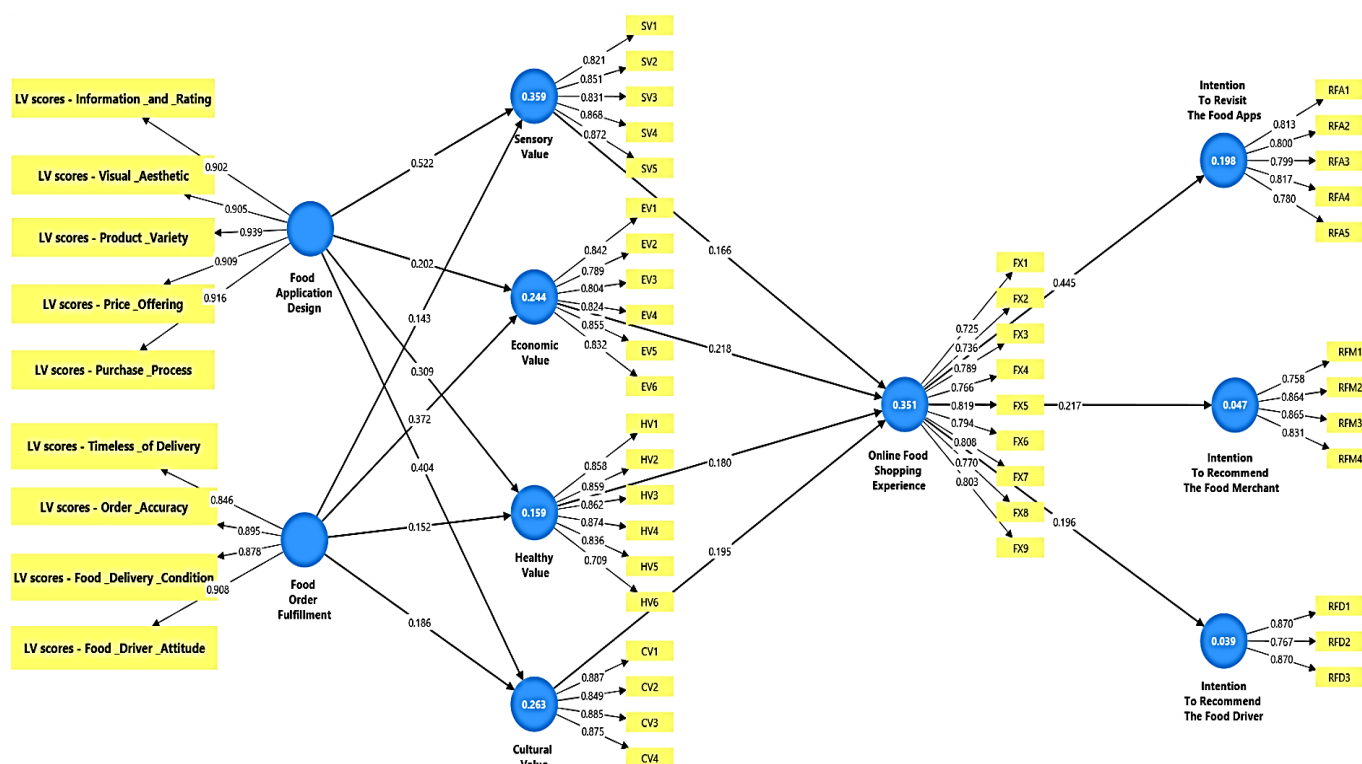 LV scores - Information _and _Rating
LV scores - Visual _Aesthetic
LV scores - Product _Variety
LV scores - Price _Offering
LV scores - Purchase _Process
0.902
0.905
0.939
0.909
0.916
Food
Application
Design
LV scores - Timeless _of Delivery
LV scores - Order _Accuracy
LV scores - Food _Delivery _Condition
LV scores - Food _Driver _Attitude
0.846
0.895
0.878
0.908
Food
Order
Fulfillment
0.522
0.202
0.143
0.309
0.372
0.404
0.152
0.186
0.359
Sensory
Value
0.821
0.851
0.831
0.868
0.872
SV1
SV2
SV3
SV4
SV5
0.244
Economic Value
0.842
0.789
0.804
0.824
0.855
0.832
EV1
EV2
EV3
EV4
EV5
EV6
0.159
Healthy
Value
0.858
0.859
0.862
0.874
0.836
0.709
HV1
HV2
HV3
HV4
HV5
HV6
0.263
Cultural
Value
0.887
0.849
0.885
0.875
CV1
CV2
CV3
CV4
0.166
0.218
0.180
0.195
0.351
Online Food
Shopping
Experience
0.725
0.736
0.789
0.766
0.819
0.794
0.808
0.770
0.803
FX1
FX2
FX3
FX4
FX5
FX6
FX7
FX8
FX9
0.445
0.217
0.196
Intention
To Revisit
The Food Apps
0.198
0.813
0.800
0.799
0.817
0.780
RFA1
RFA2
RFA3
RFA4
RFA5
0.047
Intention
To Recommend
The Food Merchant
0.758
0.864
0.865
0.831
RFM1
RFM2
RFM3
RFM4
0.039
Intention
To Recommend
The Food Driver
0.870
0.767
0.870
RFD1
RFD2
RFD3